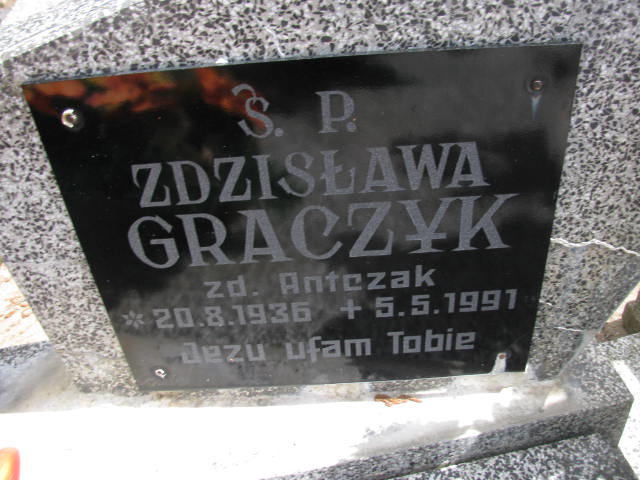 Ś. P.
ZDZISŁAWA
GRACZYK
zd. Antczak
* 20.8.1936 + 5.5.1991
Jezu ufam Tobie